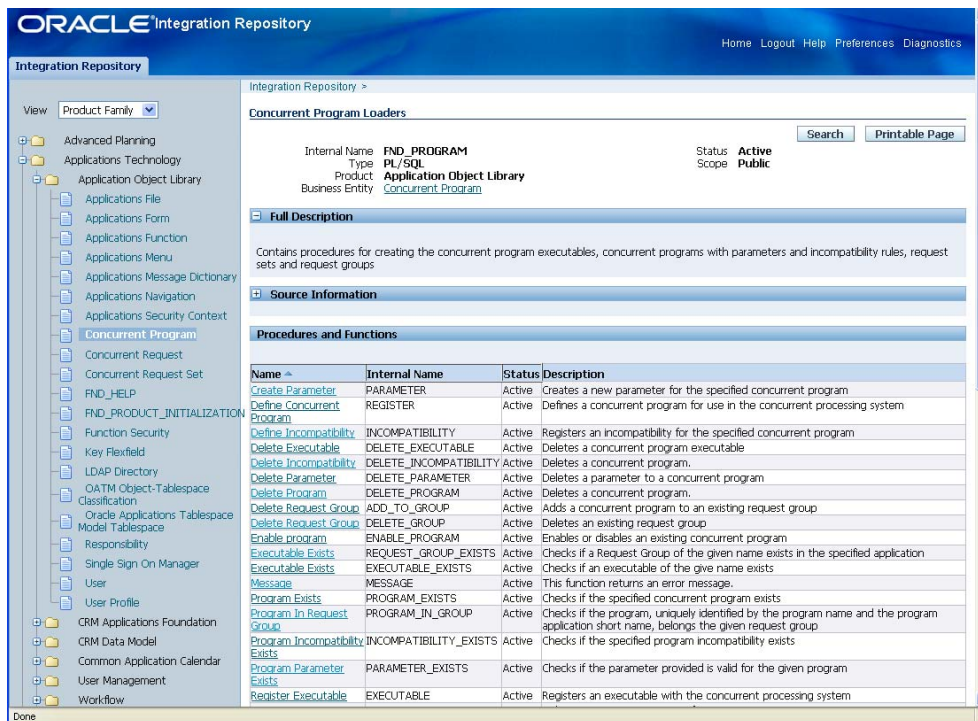 ORACLE Integration Repository
Home Logout Help Preferences Diagnostics
Integration Repository
View Product Family
Advanced Planning
Applications Technology
Application Object Library
Applications File
Applications Form
Applications Function
Applications Menu
Applications Message Dictionary
Applications Navigation
Applications Security Context
Concurrent Program
Concurrent Request
Concurrent Request Set
FND_HELP
FND_PRODUCT_INITIALIZATION
Function Security
Key Flexfield
LDAP Directory
OATM Object-Tablespace
Classification
Oracle Applications Tablespace
Model Tablespace
Responsibility
Single Sign On Manager
User
User Profile
CRM Applications Foundation
CRM Data Model
Common Application Calendar
User Management
Workflow
Integration Repository >
Concurrent Program Loaders
Search Printable Page
Internal Name FND_PROGRAM Status Active
Type PL/SQL Scope Public
Product Application Object Library
Business Entity Concurrent Program
Full Description
Contains procedures for creating the concurrent program executables, concurrent programs with parameters and incompatibility rules, request
sets and request groups
Source Information
Procedures and Functions
Name Internal Name Status Description
Create Parameter PARAMETER Active Creates a new parameter for the specified concurrent program
Define Concurrent REGISTER Active Defines a concurrent program for use in the concurrent processing system
Program
Define Incompatibility INCOMPATIBILITY Active Registers an incompatibility for the specified concurrent program
Delete Executable DELETE_EXECUTABLE Active Deletes a concurrent program executable
Delete Incompatibility DELETE_INCOMPATIBILITY Active Deletes a concurrent program.
Delete Parameter DELETE_PARAMETER Active Deletes a parameter to a concurrent program
Delete Program DELETE_PROGRAM Active Deletes a concurrent program.
Delete Request Group ADD_TO_GROUP Active Adds a concurrent program to an existing request group
Delete Request Group DELETE_GROUP Active Deletes an existing request group
Enable program ENABLE_PROGRAM Active Enables or disables an existing concurrent program
Executable Exists REQUEST_GROUP_EXISTS Active Checks if a Request Group of the given name exists in the specified application
Executable Exists EXECUTABLE_EXISTS Active Checks if an executable of the give name exists
Message MESSAGE Active This function returns an error message.
Program Exists PROGRAM_EXISTS Active Checks if the specified concurrent program exists
Program In Request PROGRAM_IN_GROUP Active Checks if the program, uniquely identified by the program name and the program
Group application short name, belongs the given request group
Program Incompatibility INCOMPATIBILITY_EXISTS Active Checks if the specified program incompatibility exists
Exists
Program Parameter PARAMETER_EXISTS Active Checks if the parameter provided is valid for the given program
Exists
Register Executable EXECUTABLE Active Registers an executable with the concurrent processing system
Done